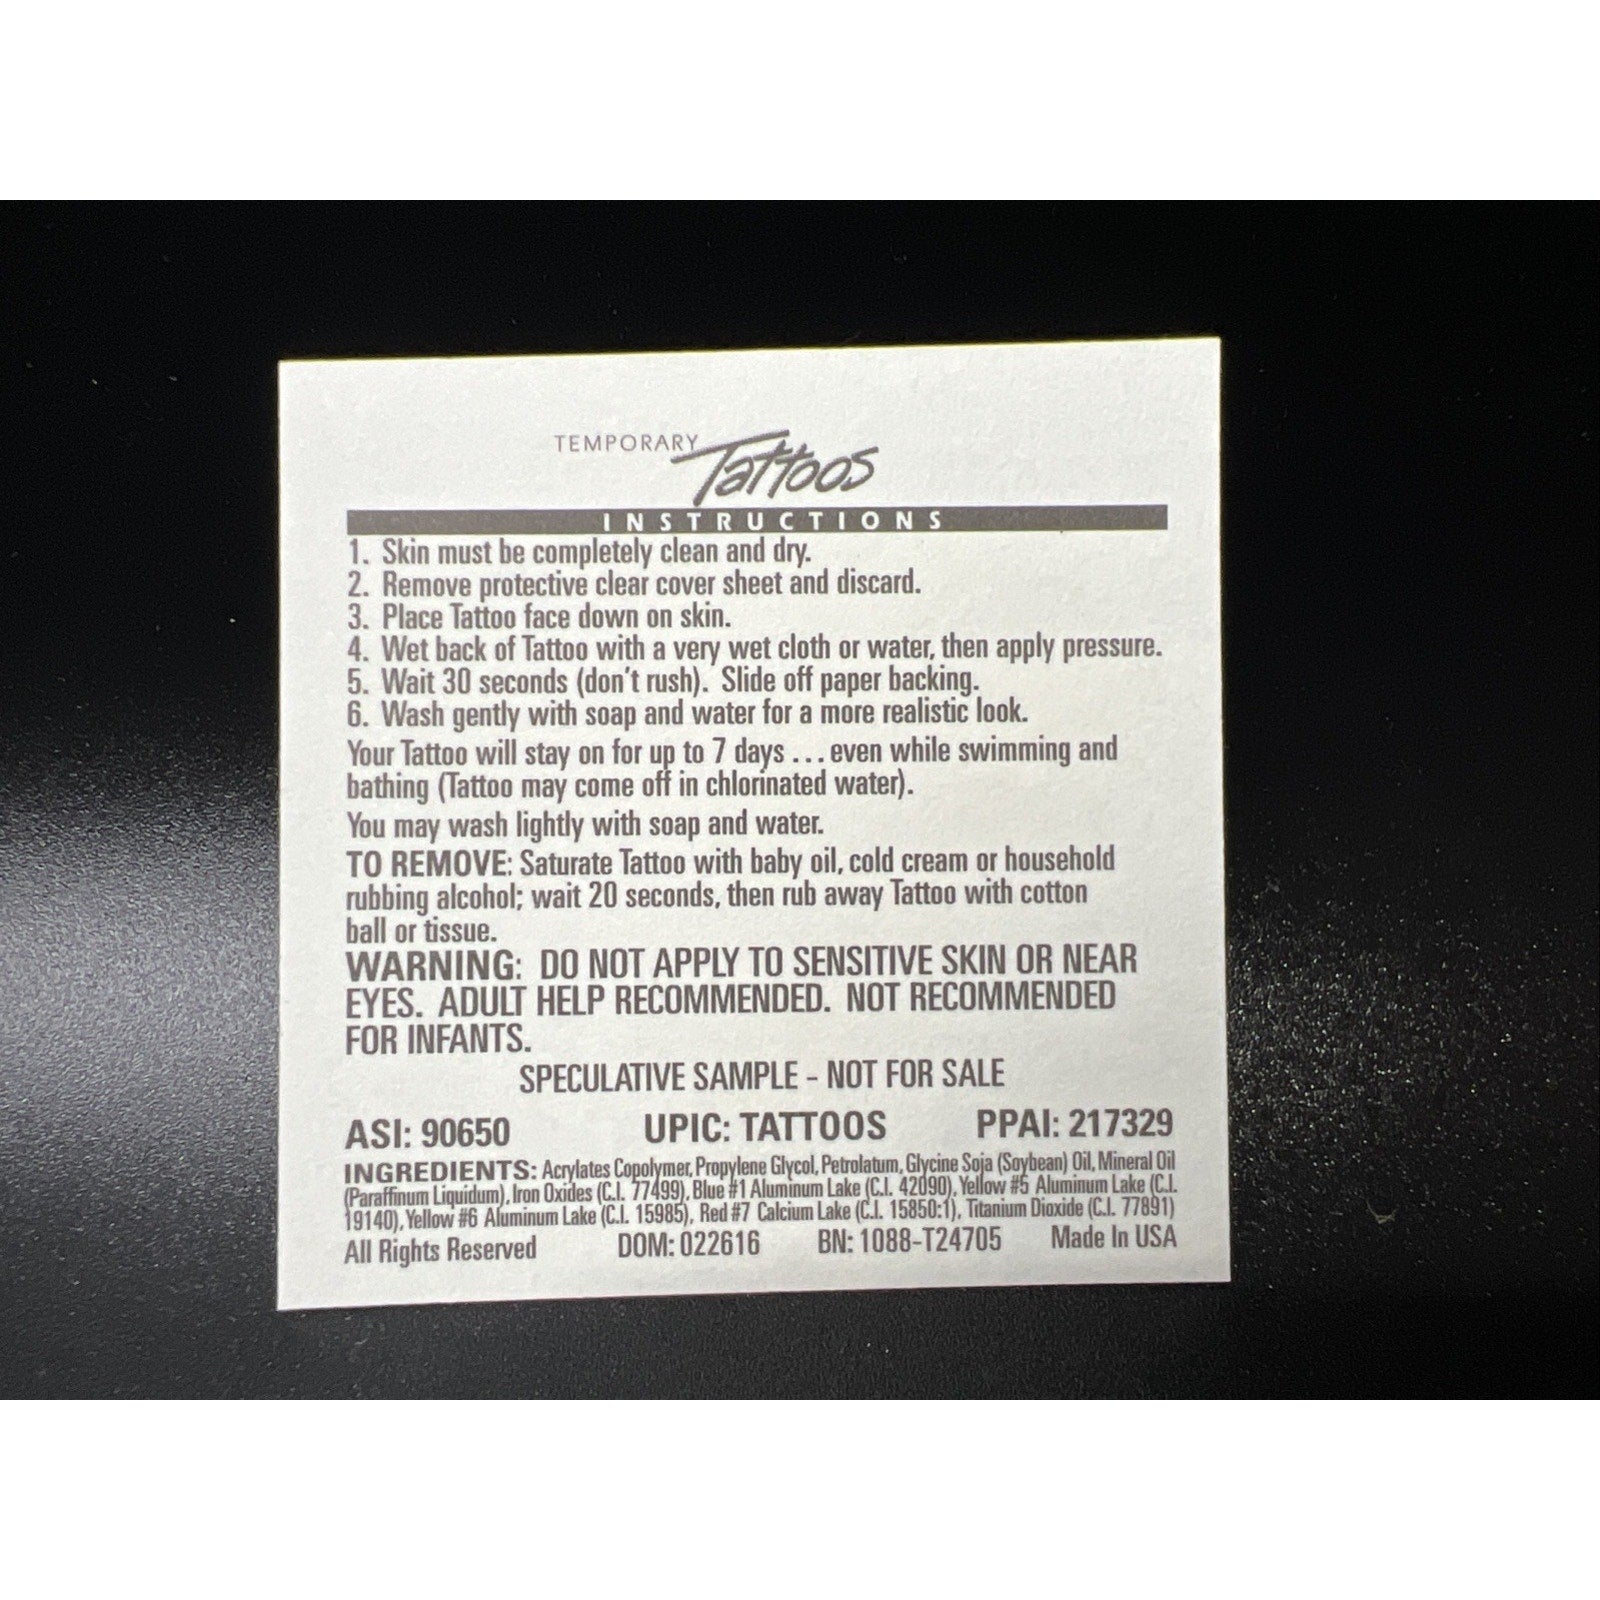 TEMPORARY Tattoos
INSTRUCTIONS
1. Skin must be completely clean and dry.
2. Remove protective clear cover sheet and discard.
3. Place Tattoo face down on skin.
4. Wet back of Tattoo with a very wet cloth or water, then apply pressure.
5. Wait 30 seconds (don't rush). Slide off paper backing.
6. Wash gently with soap and water for a more realistic look.
Your Tattoo will stay on for up to 7 days ... even while swimming and
bathing (Tattoo may come off in chlorinated water).
You may wash lightly with soap and water.
TO REMOVE: Saturate Tattoo with baby oil, cold cream or household
rubbing alcohol; wait 20 seconds, then rub away Tattoo with cotton
ball or tissue.
WARNING: DO NOT APPLY TO SENSITIVE SKIN OR NEAR
EYES. ADULT HELP RECOMMENDED. NOT RECOMMENDED
FOR INFANTS.
SPECULATIVE SAMPLE - NOT FOR SALE
ASI: 90650 UPIC: TATTOOS PPAI: 217329
INGREDIENTS: Acrylates Copolymer, Propylene Glycol, Petrolatum, Glycine Soja (Soybean) Oil, Mineral Oil
(Paraffinum Liquidum), Iron Oxides (C.I. 77499), Blue #1 Aluminum Lake (C.I. 42090), Yellow #5 Aluminum Lake (C.I.
19140), Yellow #6 Aluminum Lake (C.I. 15985), Red #7 Calcium Lake (C.I. 15850:1), Titanium Dioxide (C.I. 77891)
All Rights Reserved DOM: 022616 BN: 1088-T24705 Made In USA